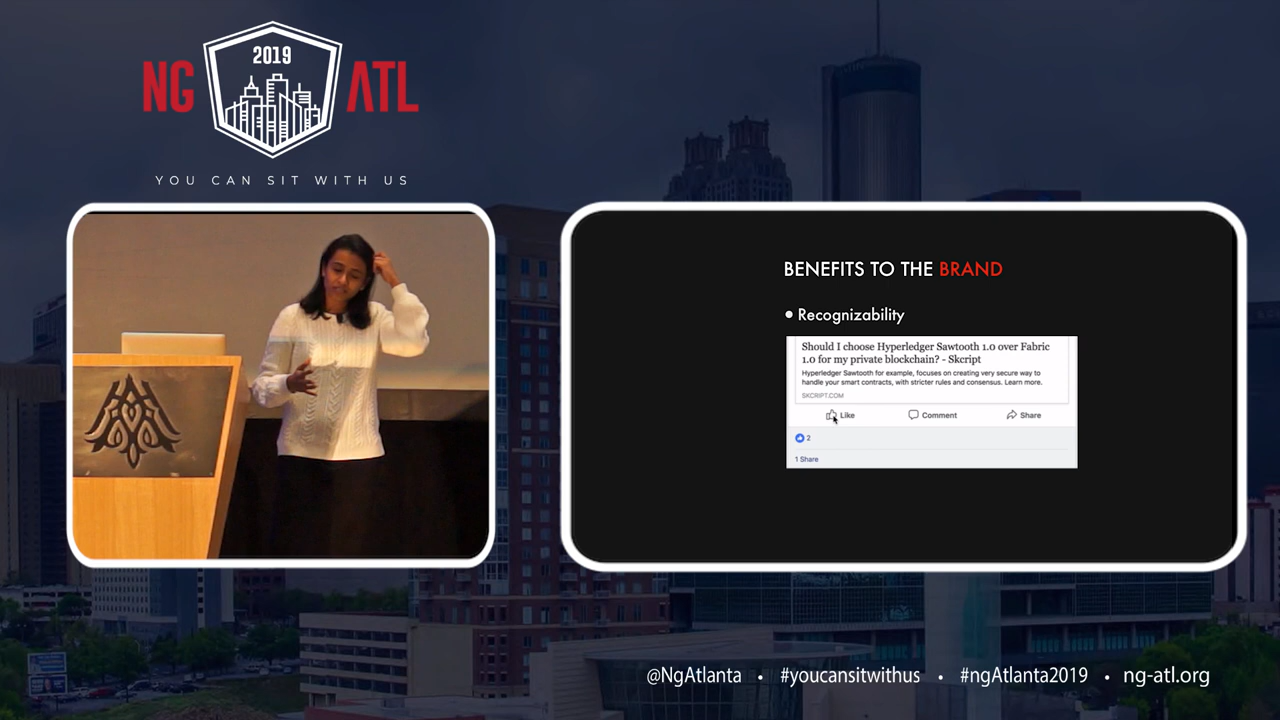 2019
NG ATL
YOU CAN SIT WITH US
BENEFITS TO THE BRAND
• Recognizability
Should I choose Hyperledger Sawtooth 1.0 over Fabric
1.0 for my private blockchain? - Skcript
Hyperledger Sawtooth for example, focuses on creating very secure way to
handle your smart contracts, with stricter rules and consensus. Learn more.
SKCRIPT.COM
Like Comment Share
2
1 Share
@NgAtlanta • #youcansitwithus • #ngAtlanta2019 • ng-atl.org